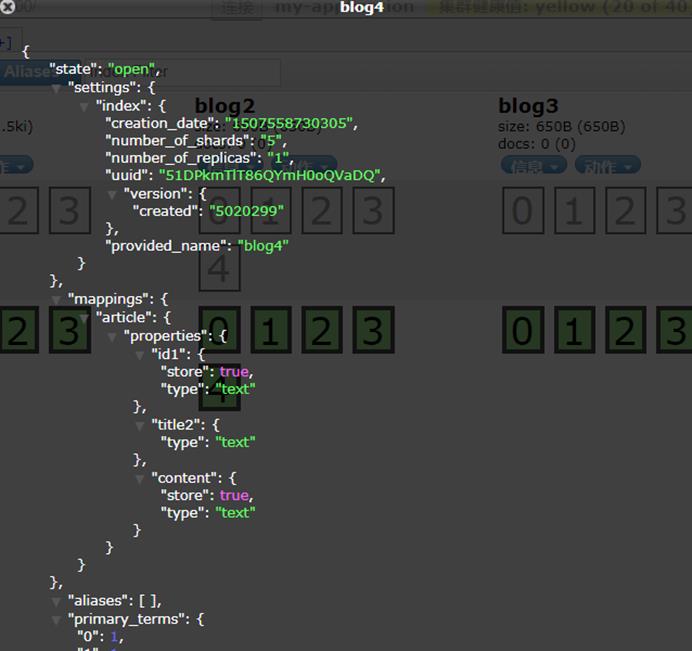 00/
连接
my-application
集群健康值: yellow (20 of 40
blog4
+]
Aliases
{
"state": "open",
"settings": {
"index": {
"creation_date": "1507558730305",
"number_of_shards": "5",
"number_of_replicas": "1",
"uuid": "51DPkmTlT86QYmH0oQVaDQ",
"version": {
"created": "5020299"
},
"provided_name": "blog4"
}
},
"mappings": {
"article": {
"properties": {
"id1": {
"store": true,
"type": "text"
},
"title2": {
"type": "text"
},
"content": {
"store": true,
"type": "text"
}
}
}
},
"aliases": [ ],
"primary_terms": {
"0": 1,
.5ki)
作
2 3
2 3
blog2
0 1 2 3
4
0 1 2 3
4
blog3
size: 650B (650B)
docs: 0 (0)
信息 动作
0 1 2 3
0 1 2 3